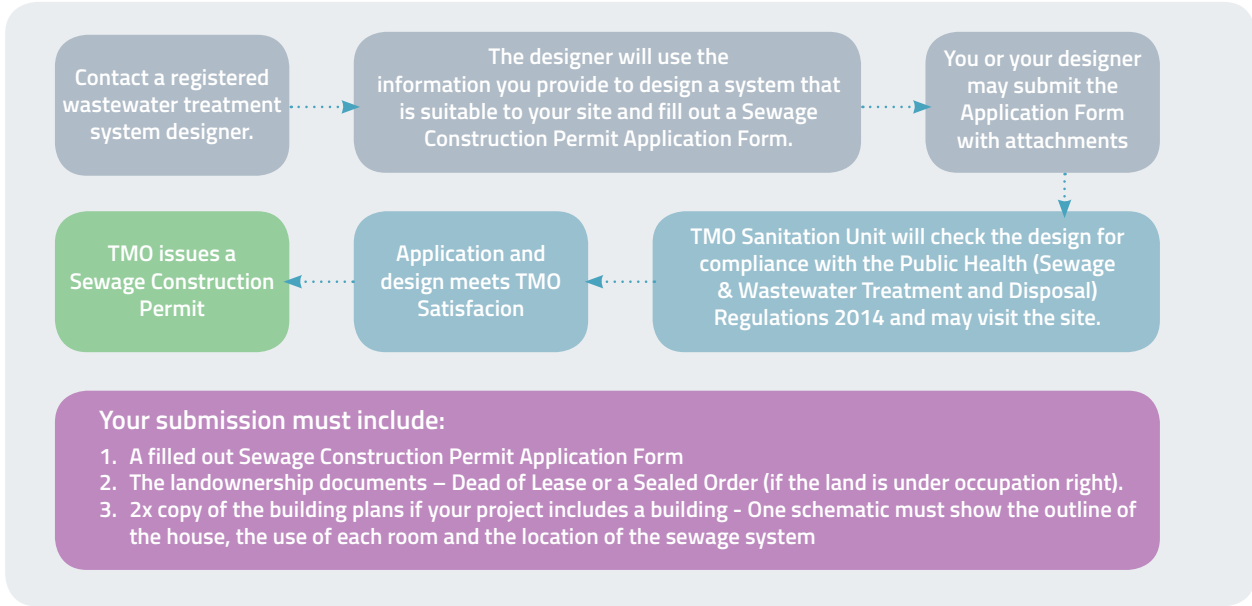 Contact a registered
wastewater treatment
system designer.
The designer will use the
information you provide to design a system that
is suitable to your site and fill out a Sewage
Construction Permit Application Form.
You or your designer
may submit the
Application Form
with attachments
TMO Sanitation Unit will check the design for
compliance with the Public Health (Sewage
& Wastewater Treatment and Disposal)
Regulations 2014 and may visit the site.
Application and
design meets TMO
Satisfacion
TMO issues a
Sewage Construction
Permit
Your submission must include:
1. A filled out Sewage Construction Permit Application Form
2. The landownership documents – Dead of Lease or a Sealed Order (if the land is under occupation right).
3. 2x copy of the building plans if your project includes a building - One schematic must show the outline of
the house, the use of each room and the location of the sewage system